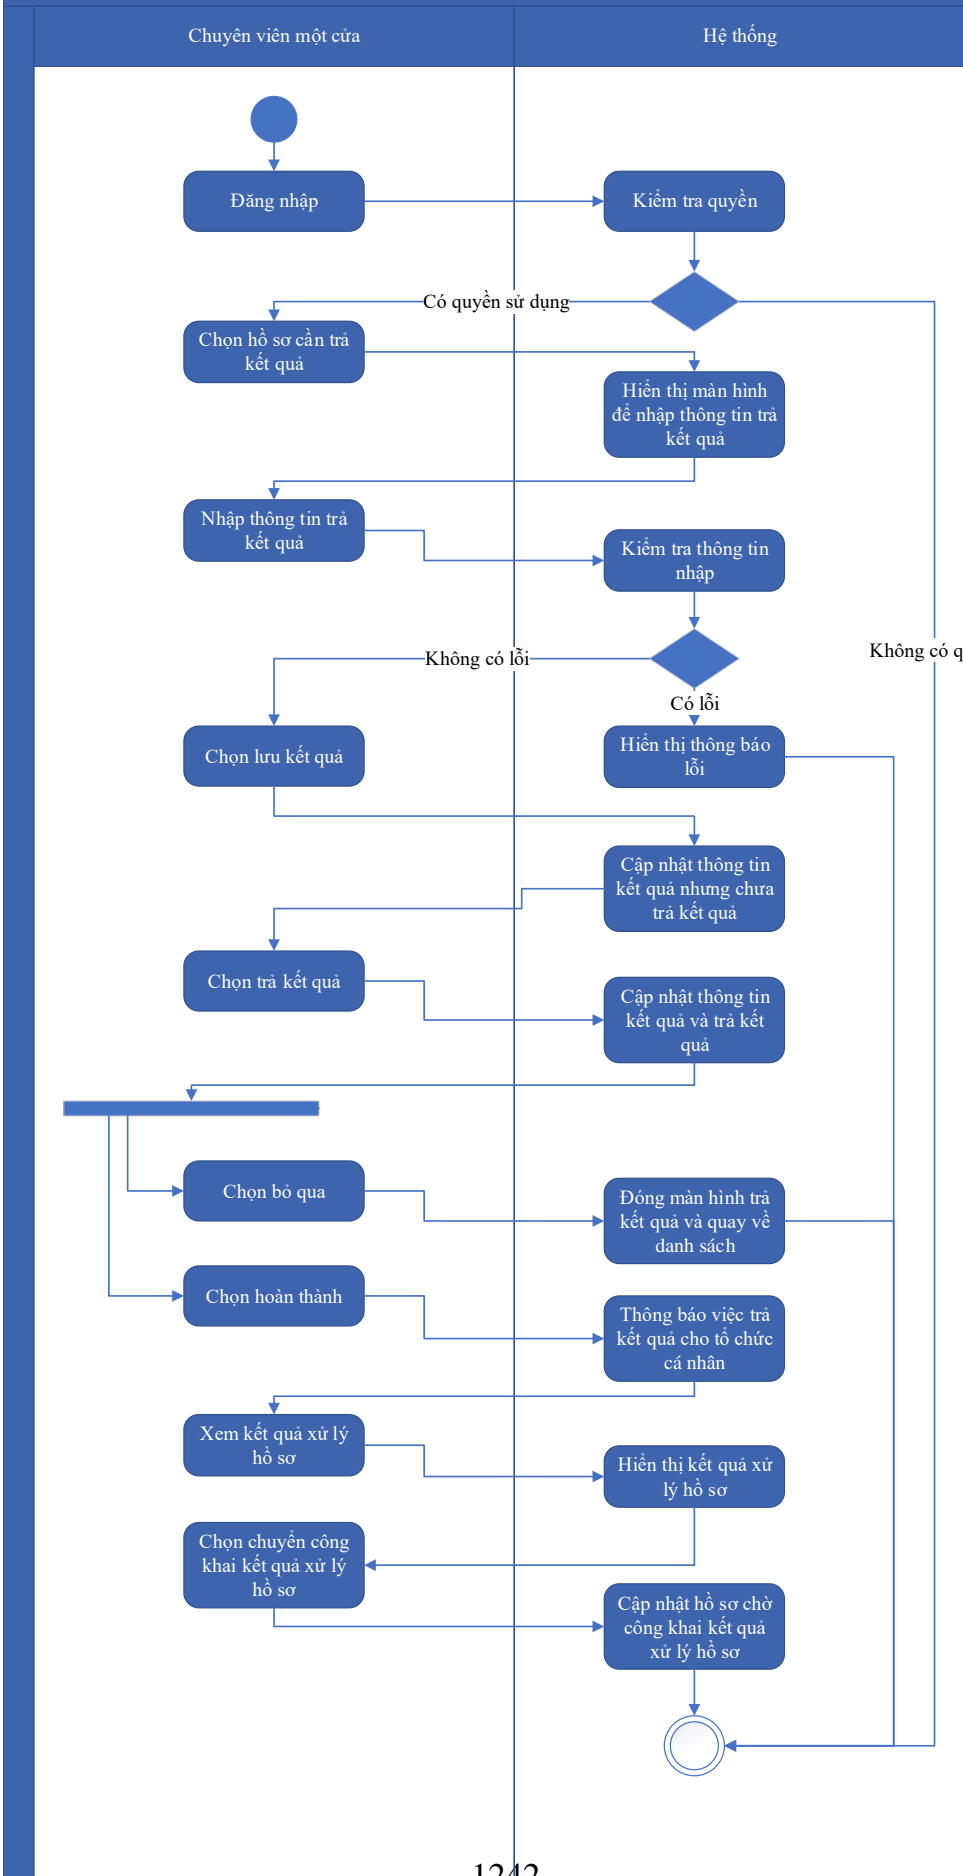 Chuyên viên một cửa
Hệ thống
Đăng nhập
Kiểm tra quyền
Có quyền sử dụng
Chọn hồ sơ cần trả
kết quả
Hiển thị màn hình
để nhập thông tin trả
kết quả
Nhập thông tin trả
kết quả
Kiểm tra thông tin
nhập
Không có lỗi
Không có q
Có lỗi
Chọn lưu kết quả
Hiển thị thông báo
lỗi
Cập nhật thông tin
kết quả nhưng chưa
trả kết quả
Chọn trả kết quả
Cập nhật thông tin
kết quả và trả kết
quả
Chọn bỏ qua
Đóng màn hình trả
kết quả và quay về
danh sách
Chọn hoàn thành
Thông báo việc trả
kết quả cho tổ chức
cá nhân
Xem kết quả xử lý
hồ sơ
Hiển thị kết quả xử
lý hồ sơ
Chọn chuyển công
khai kết quả xử lý
hồ sơ
Cập nhật hồ sơ chờ
công khai kết quả
xử lý hồ sơ
1242